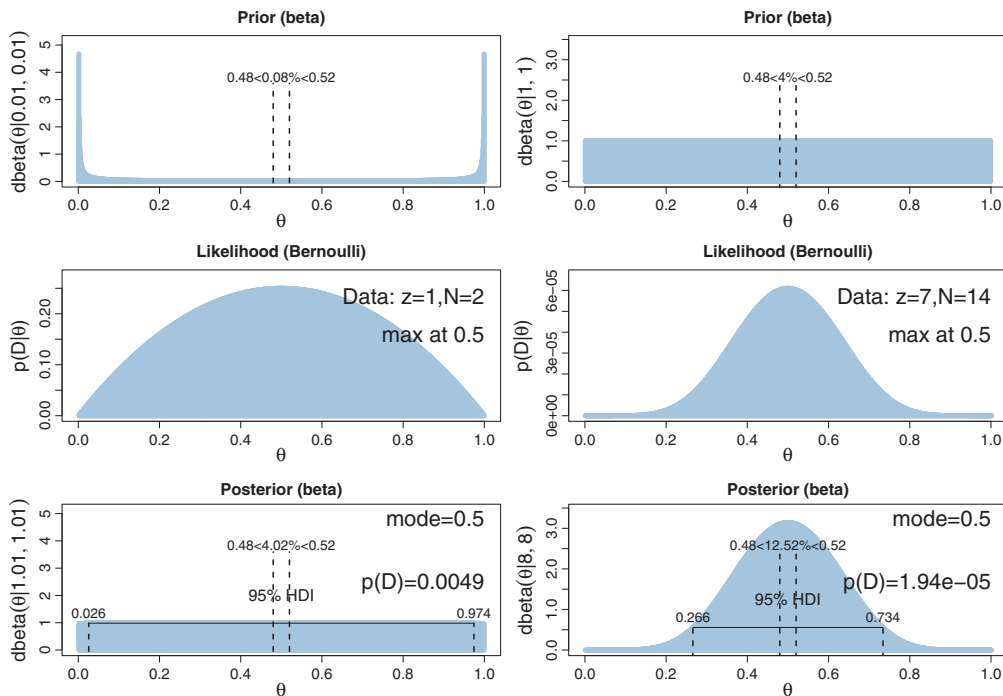 Prior (beta)
dbeta(θ|0.01, 0.01)
5
4
3
2
1
0
0.48<0.08%<0.52
0.0 0.2 0.4 0.6 0.8 1.0
θ
Prior (beta)
dbeta(θ|1, 1)
3.0
2.0
1.0
0.0
0.48<4%<0.52
0.0 0.2 0.4 0.6 0.8 1.0
θ
Likelihood (Bernoulli)
p(D|θ)
0.20
0.10
0.00
Data: z=1,N=2
max at 0.5
0.0 0.2 0.4 0.6 0.8 1.0
θ
Likelihood (Bernoulli)
p(D|θ)
6e−05
3e−05
0e+00
Data: z=7,N=14
max at 0.5
0.0 0.2 0.4 0.6 0.8 1.0
θ
Posterior (beta)
dbeta(θ|1.01, 1.01)
5
4
3
2
1
0
mode=0.5
0.48<4.02%<0.52
p(D)=0.0049
95% HDI
0.026 0.974
0.0 0.2 0.4 0.6 0.8 1.0
θ
Posterior (beta)
dbeta(θ|8, 8)
3.0
2.0
1.0
0.0
mode=0.5
0.48<12.52%<0.52
p(D)=1.94e−05
95% HDI
0.266 0.734
0.0 0.2 0.4 0.6 0.8 1.0
θ